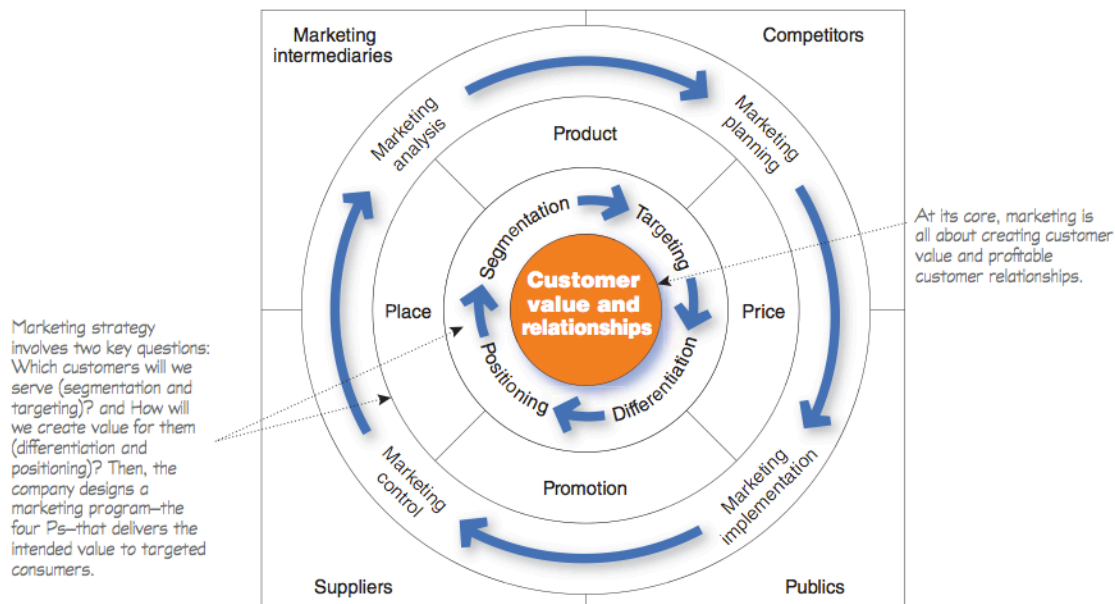 Marketing
intermediaries
Competitors
Marketing
analysis
Marketing
planning
Product
Segmentation
Targeting
At its core, marketing is
all about creating customer
value and profitable
customer relationships.
Customer
value and
relationships
Place
Price
Marketing strategy
involves two key questions:
Which customers will we
serve (segmentation and
targeting)? and How will
we create value for them
(differentiation and
positioning)? Then, the
company designs a
marketing program—the
four Ps—that delivers the
intended value to targeted
consumers.
Positioning
Differentiation
Marketing
control
Promotion
Marketing
implementation
Suppliers
Publics